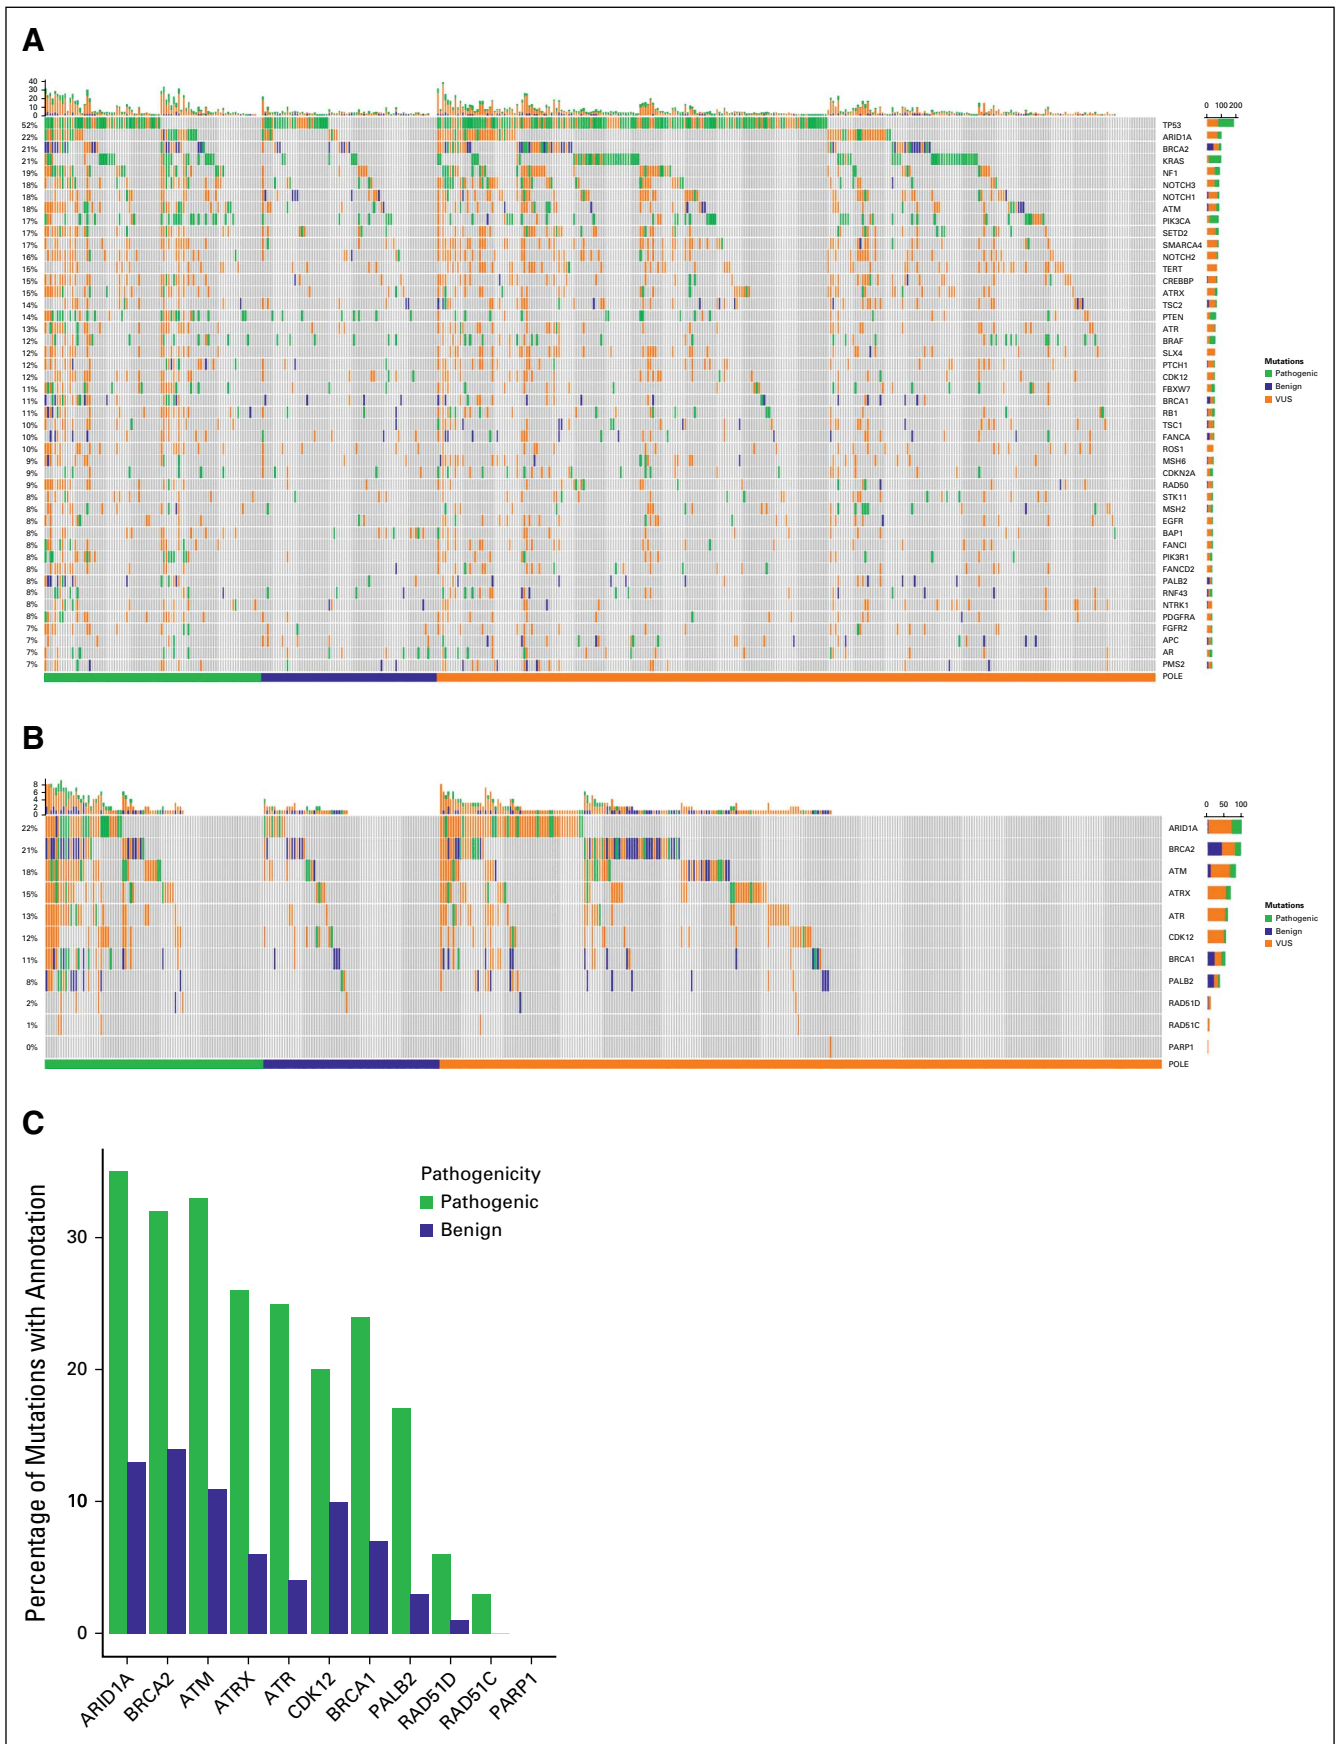 A
40
30
20
10
0
0 100 200
52% TP53
22% ARID1A
21% BRCA2
21% KRAS
19% NF1
18% NOTCH3
18% NOTCH1
18% ATM
17% PIK3CA
17% SETD2
17% SMARCA4
16% NOTCH2
15% TERT
15% CREBBP
15% ATRX
14% TSC2
14% PTEN
13% ATR
12% BRAF
12% SLX4
12% PTCH1
12% CDK12
11% FBXW7
11% BRCA1
11% RB1
10% TSC1
10% FANCA
10% ROS1
9% MSH6
9% CDKN2A
9% RAD50
8% STK11
8% MSH2
8% EGFR
8% BAP1
8% FANCI
8% PIK3R1
8% FANCD2
8% PALB2
8% RNF43
8% NTRK1
8% PDGFRA
7% FGFR2
7% APC
7% AR
7% PMS2
POLE
Mutations
Pathogenic
Benign
VUS
B
8
6
4
2
0
0 50 100
22% ARID1A
21% BRCA2
18% ATM
15% ATRX
13% ATR
12% CDK12
11% BRCA1
8% PALB2
2% RAD51D
1% RAD51C
0% PARP1
POLE
Mutations
Pathogenic
Benign
VUS
C
Percentage of Mutations with Annotation
30
20
10
0
Pathogenicity
Pathogenic
Benign
ARID1A
BRCA2
ATM
ATRX
ATR
CDK12
BRCA1
PALB2
RAD51D
RAD51C
PARP1